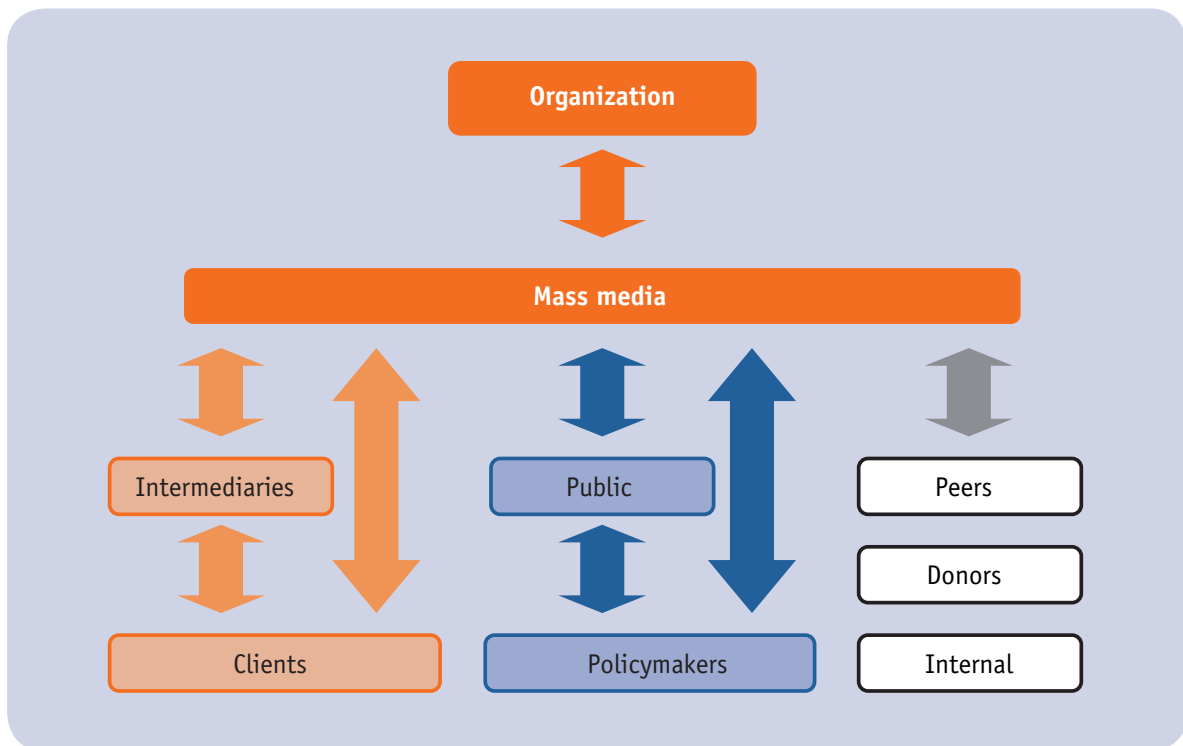 Organization
Mass media
Intermediaries
Public
Peers
Donors
Clients
Policymakers
Internal